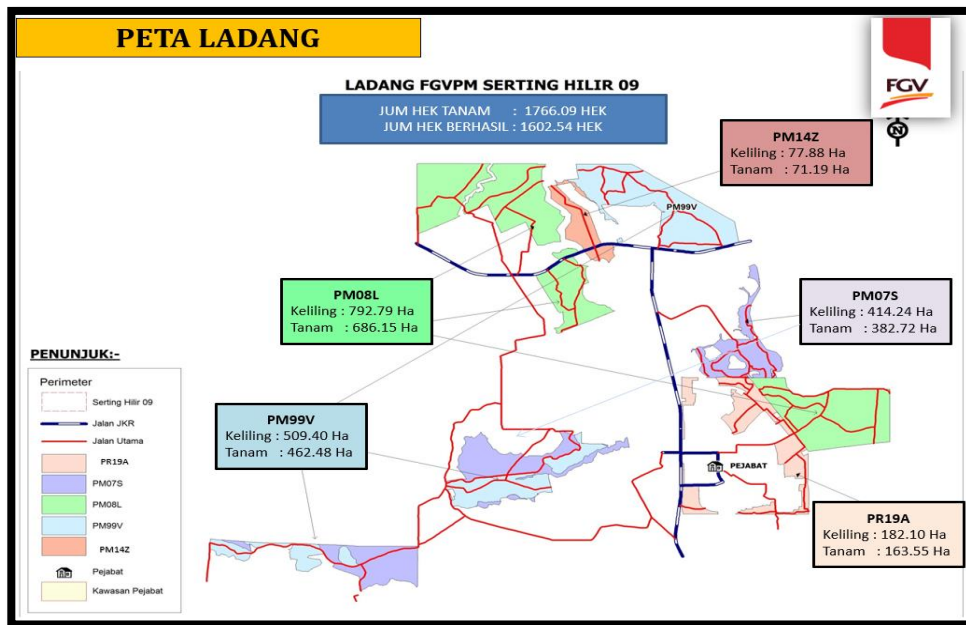 PETA LADANG
FGV
LADANG FGVPM SERTING HILIR 09
JUM HEK TANAM : 1766.09 HEK
JUM HEK BERHASIL : 1602.54 HEK
N
PM14Z
Keliling : 77.88 Ha
Tanam : 71.19 Ha
PM99V
PM08L
Keliling : 792.79 Ha
Tanam : 686.15 Ha
PM07S
Keliling : 414.24 Ha
Tanam : 382.72 Ha
PENUNJUK:-
Perimeter
Serting Hilir 09
Jalan JKR
Jalan Utama
PR19A
PM07S
PM08L
PM99V
PM14Z
Pejabat
Kawasan Pejabat
PM99V
Keliling : 509.40 Ha
Tanam : 462.48 Ha
PEJABAT
PR19A
Keliling : 182.10 Ha
Tanam : 163.55 Ha